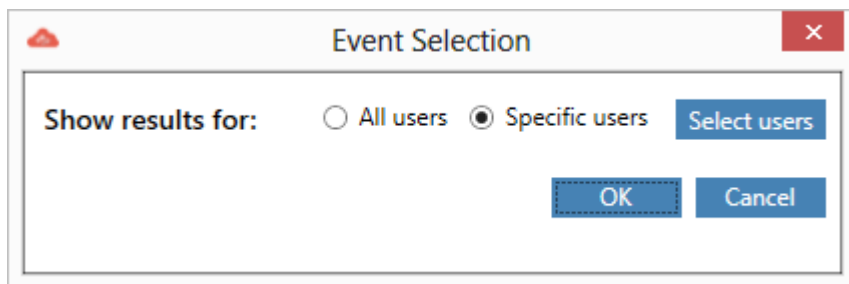 Event Selection
Show results for: All users Specific users Select users
OK Cancel